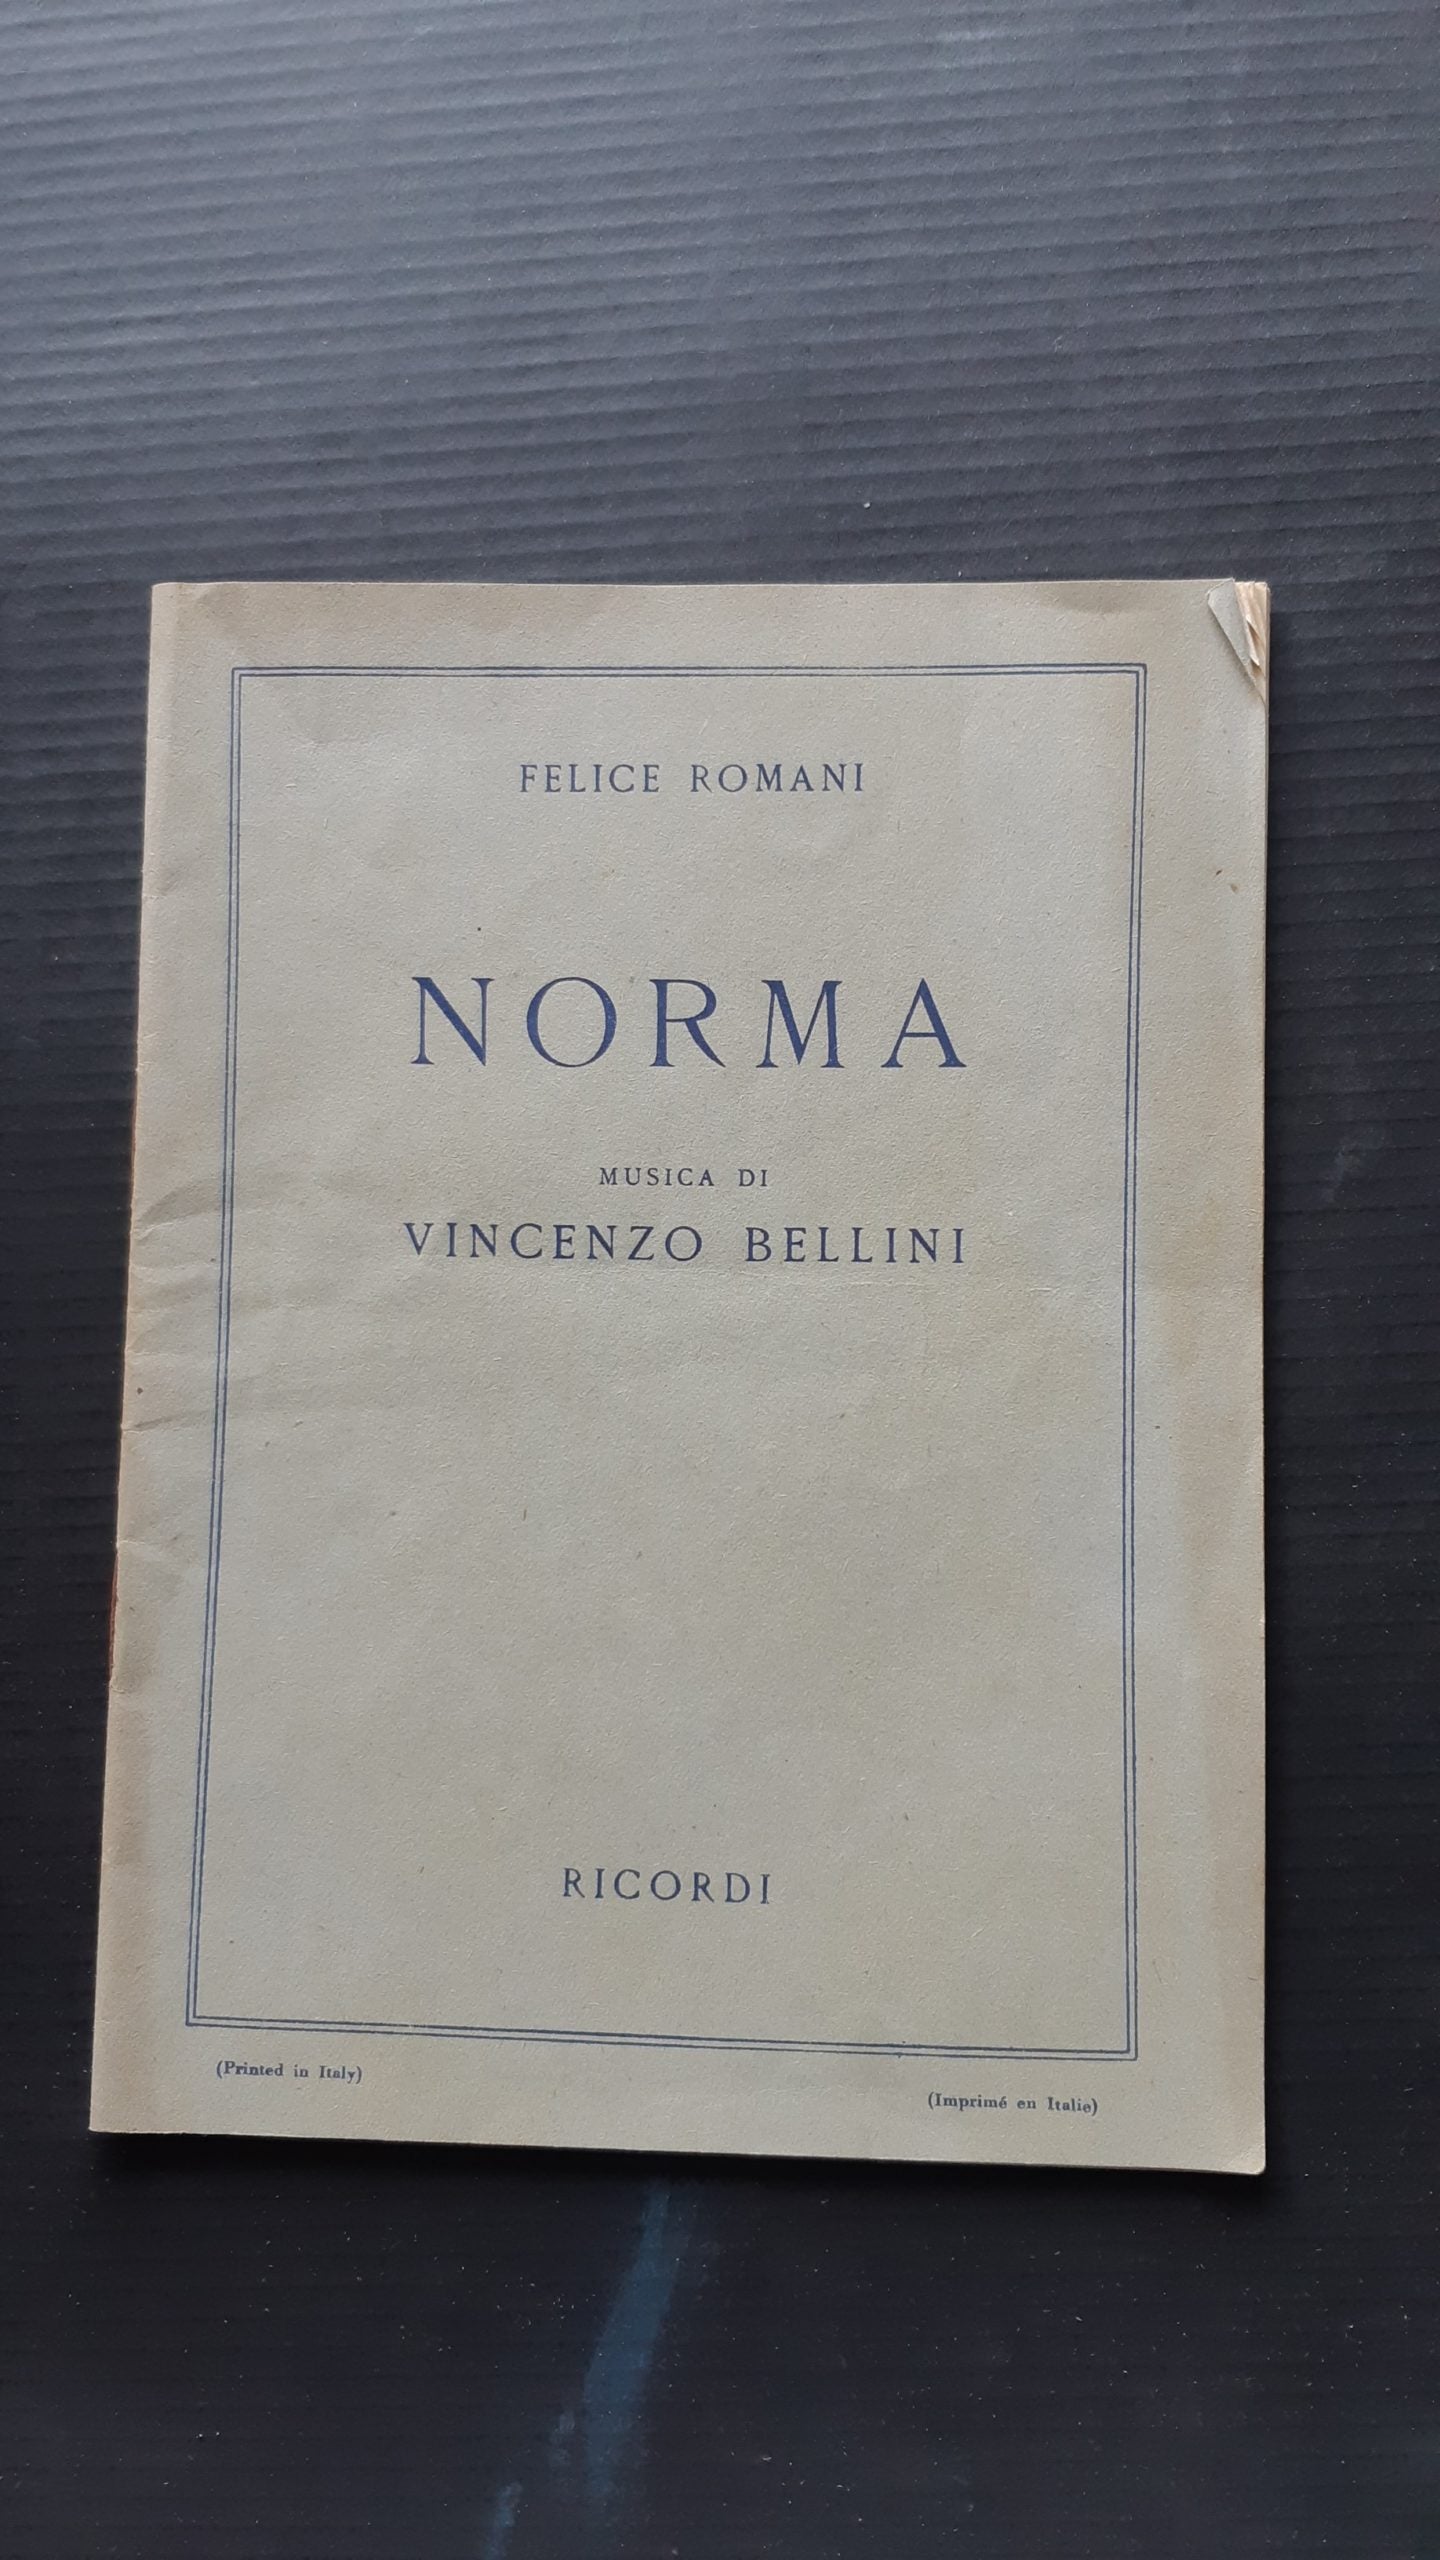 FELICE ROMANI
NORMA
MUSICA DI
VINCENZO BELLINI
RICORDI
(Printed in Italy)
(Imprimé en Italie)